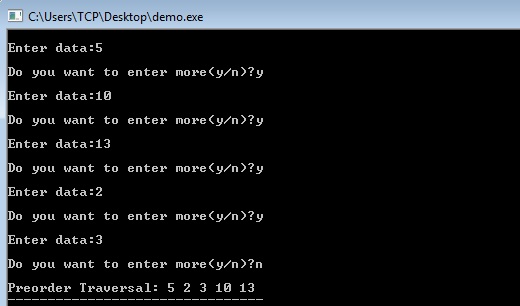 C:\Users\TCP\Desktop\demo.exe
Enter data:5
Do you want to enter more(y/n)?y
Enter data:10
Do you want to enter more(y/n)?y
Enter data:13
Do you want to enter more(y/n)?y
Enter data:2
Do you want to enter more(y/n)?y
Enter data:3
Do you want to enter more(y/n)?n
Preorder Traversal: 5 2 3 10 13
--------------------------------